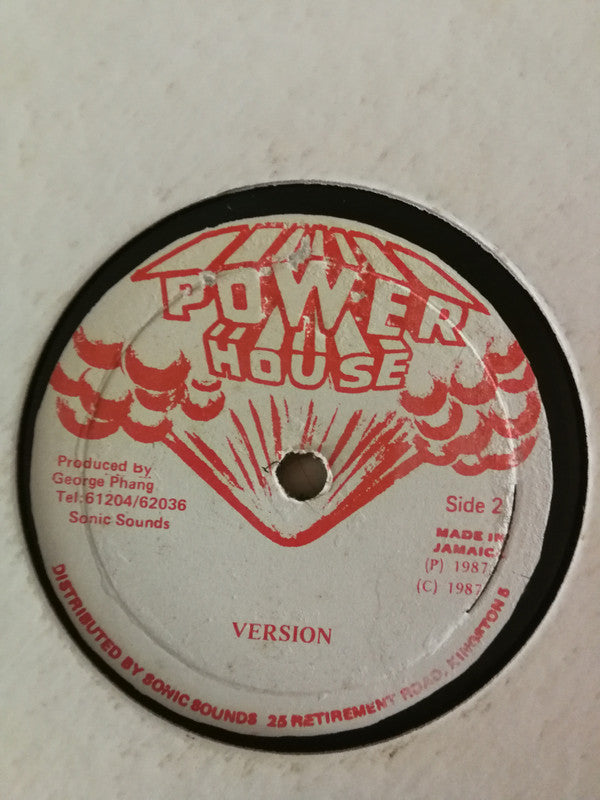 POWER
HOUSE
Produced By
George Phang
Tel:61204/62036
Sonic Sounds
Side 2
MADE IN
JAMAICA
(P) 1987
(C) 1987
VERSION
DISTRIBUTED BY SONIC SOUNDS 25 RETIREMENT ROAD, KINGSTON 5